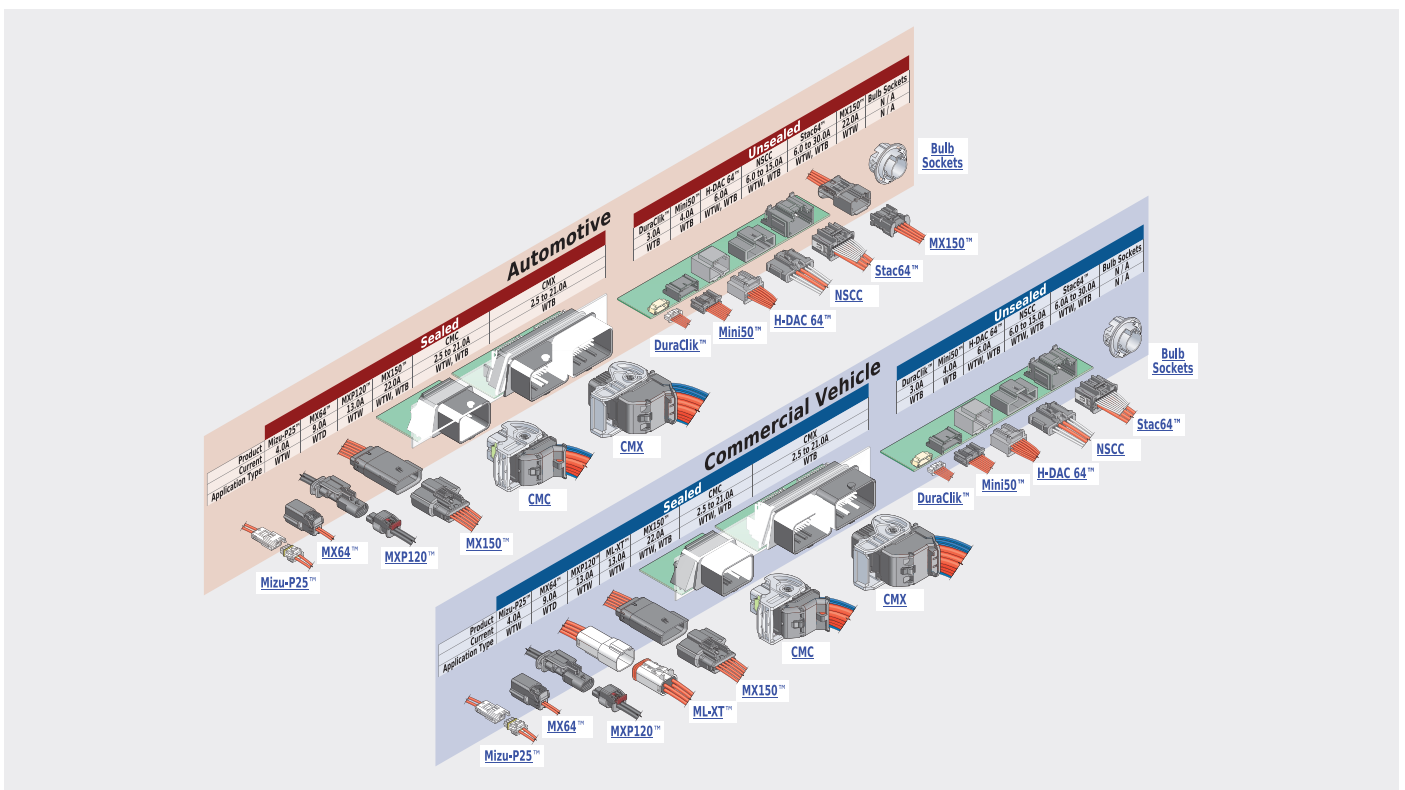 Automotive
Sealed
Product
Current
Application Type
Mizu-P25™
4.0A
WTW
MX64™
9.0A
WTD
MXP120™
13.0A
WTW
MX150™
22.0A
WTW, WTB
CMC
2.5 to 21.0A
WTW, WTB
CMX
2.5 to 21.0A
WTB
Unsealed
DuraClik™
3.0A
WTB
Mini50™
4.0A
WTB
H-DAC 64™
6.0A
WTW, WTB
NSCC
6.0 to 15.0A
WTW, WTB
Stac64™
6.0 to 30.0A
WTW, WTB
MX150™
22.0A
WTW
Bulb Sockets
N / A
N / A
Bulb
Sockets
MX150™
Stac64™
NSCC
H-DAC 64™
Mini50™
DuraClik™
CMX
CMC
MX150™
MXP120™
MX64™
Mizu-P25™
Commercial Vehicle
Sealed
Product
Current
Application Type
Mizu-P25™
4.0A
WTW
MX64™
9.0A
WTD
MXP120™
13.0A
WTW
ML-XT™
13.0A
WTW
MX150™
22.0A
WTW, WTB
CMC
2.5 to 21.0A
WTW, WTB
CMX
2.5 to 21.0A
WTB
Unsealed
DuraClik™
3.0A
WTB
Mini50™
4.0A
WTB
H-DAC 64™
6.0A
WTW, WTB
NSCC
6.0 to 15.0A
WTW, WTB
Stac64™
6.0A to 30.0A
WTW, WTB
Bulb Sockets
N / A
N / A
Bulb
Sockets
Stac64™
NSCC
H-DAC 64™
Mini50™
DuraClik™
CMX
CMC
MX150™
ML-XT™
MXP120™
MX64™
Mizu-P25™